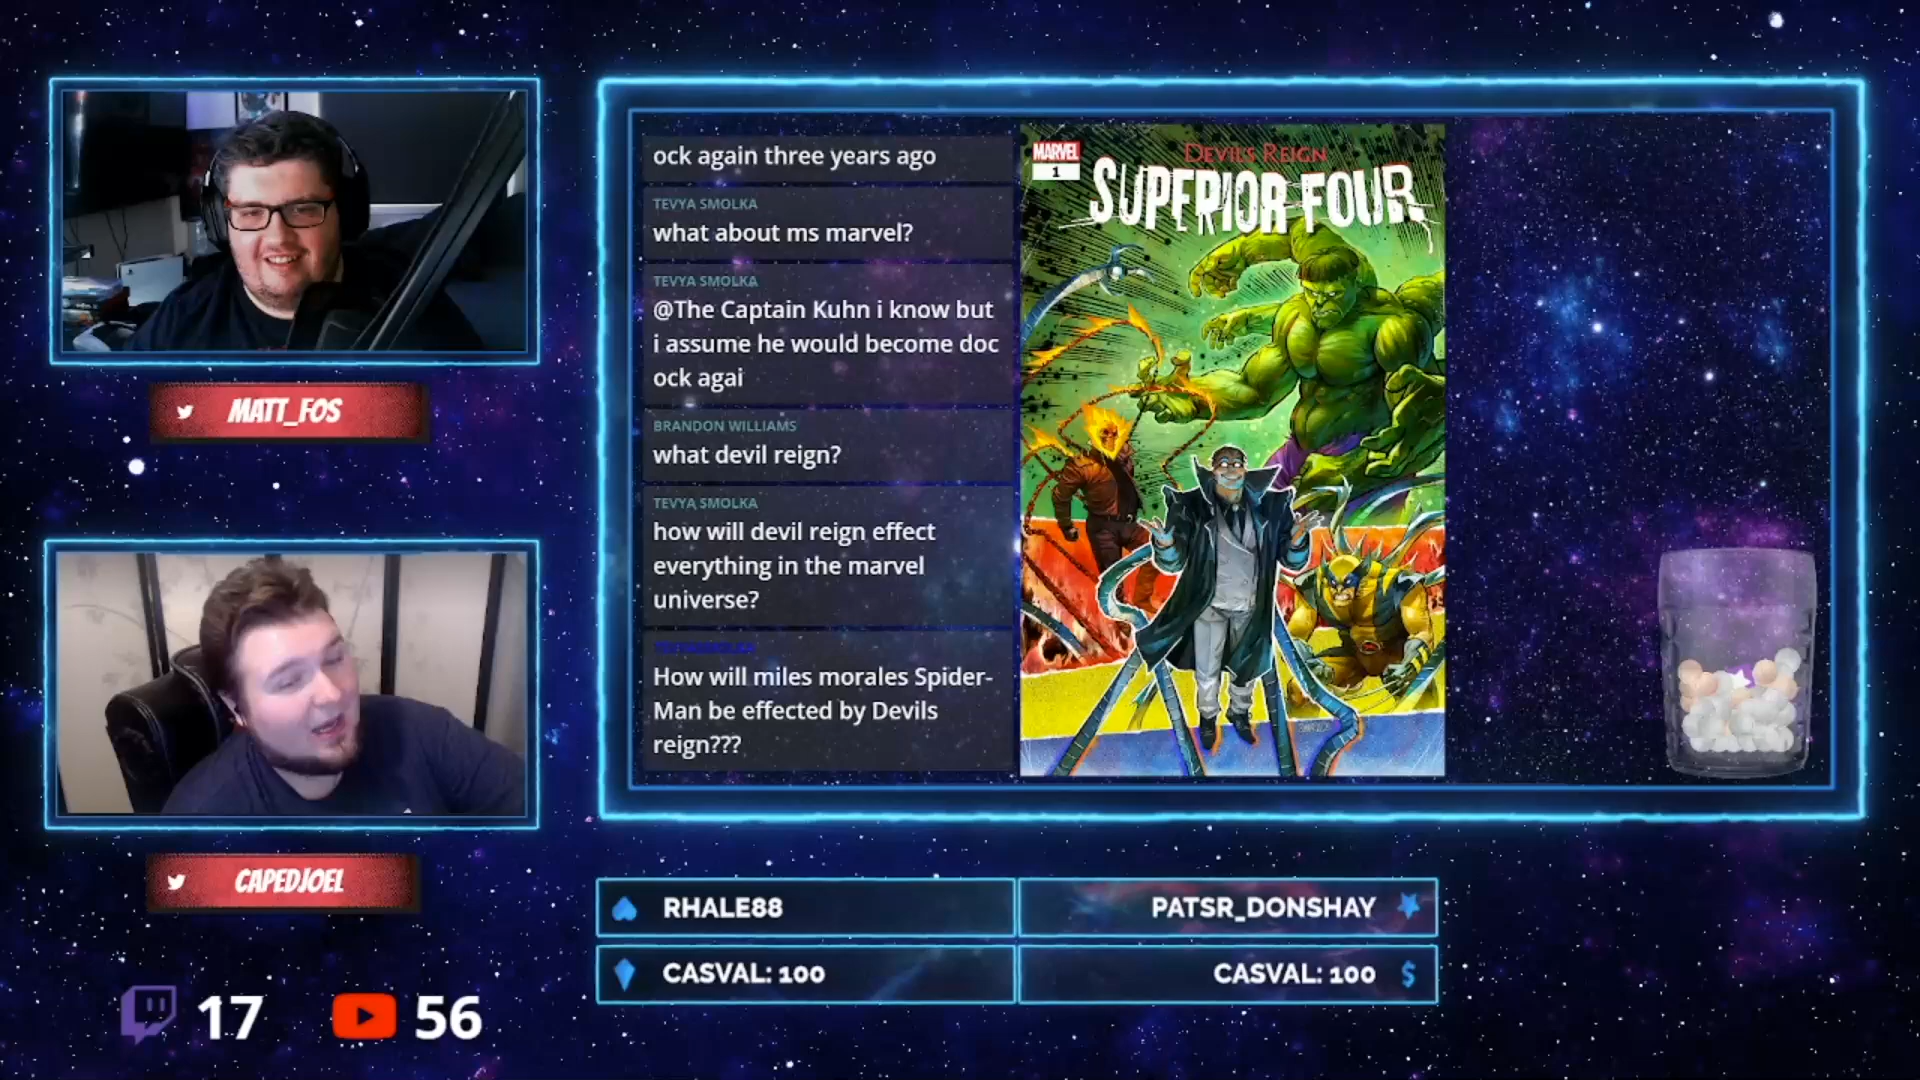 MATT_FOS
CAPEDJOEL
17
56
ock again three years ago
TEVYA SMOLKA
what about ms marvel?
TEVYA SMOLKA
@The Captain Kuhn i know but
i assume he would become doc
ock agai
BRANDON WILLIAMS
what devil reign?
TEVYA SMOLKA
how will devil reign effect
everything in the marvel
universe?
How will miles morales Spider-
Man be effected by Devils
reign???
MARVEL
1
DEVIL'S REIGN
SUPERIOR FOUR
RHALE88
PATSR_DONSHAY
CASVAL: 100
CASVAL: 100